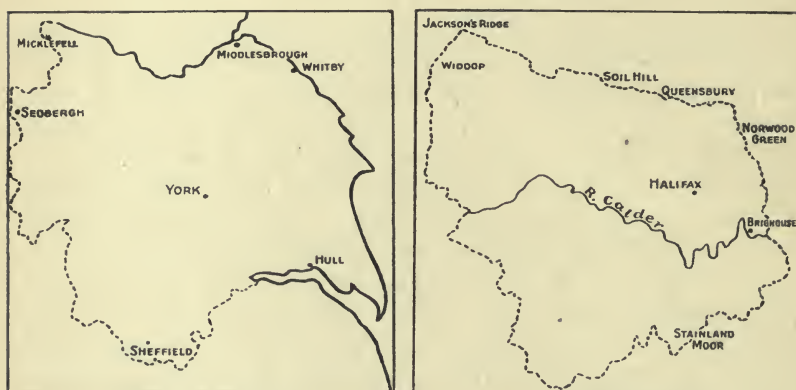 MICKLEFELL
MIDDLESBROUGH
WHITBY
SEDBERGH
YORK
HULL
SHEFFIELD
JACKSON'S RIDGE
WIDDOP
SOIL HILL
QUEENSBURY
NORWOOD
GREEN
HALIFAX
R. Calder
BRIGHOUSE
STAINLAND
MOOR